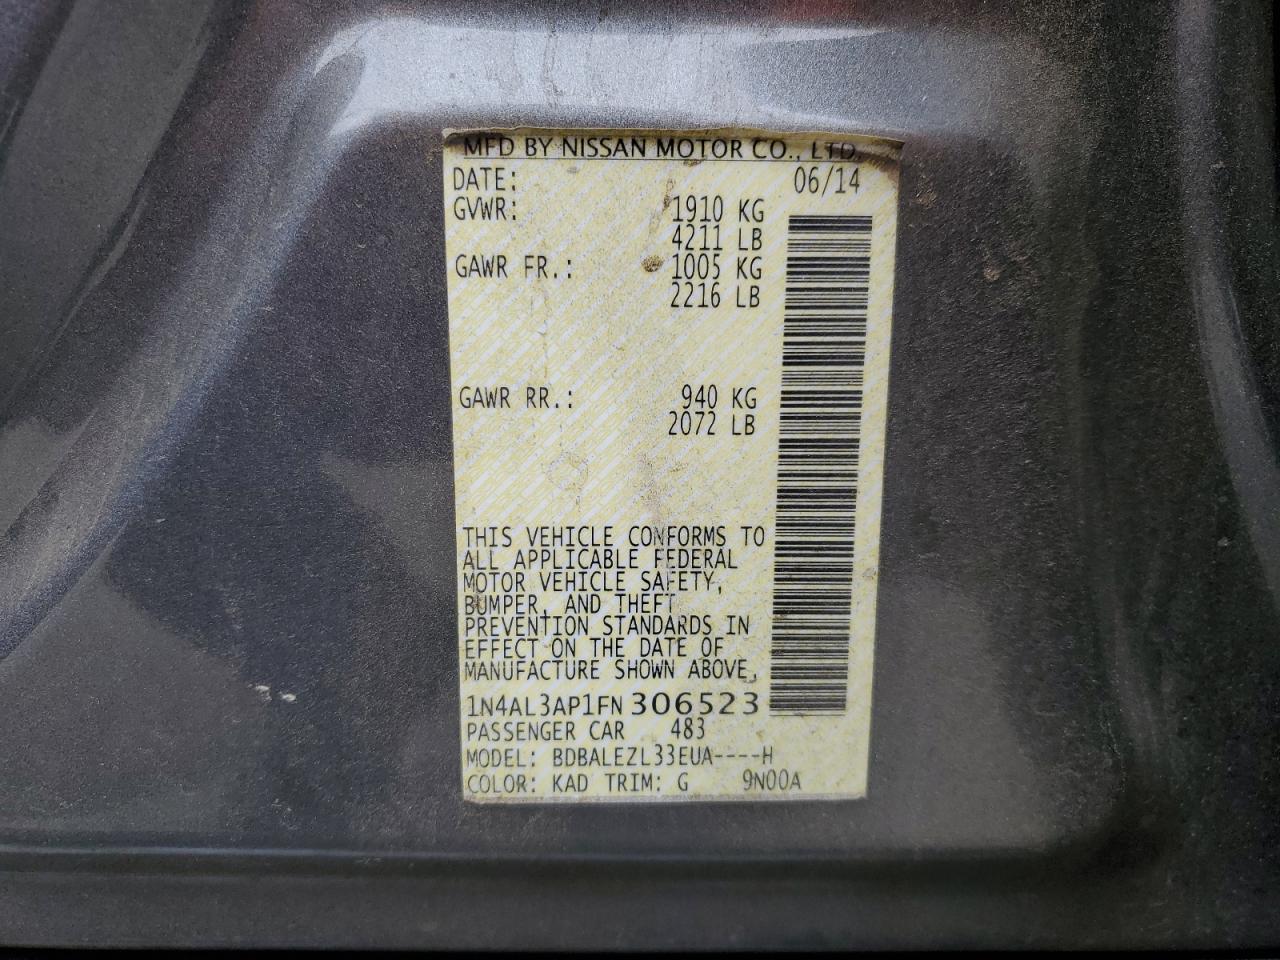 MFD BY NISSAN MOTOR CO., LTD.
DATE: 06/14
GVWR: 1910 KG
4211 LB
GAWR FR.: 1005 KG
2216 LB
GAWR RR.: 940 KG
2072 LB
THIS VEHICLE CONFORMS TO
ALL APPLICABLE FEDERAL
MOTOR VEHICLE SAFETY,
BUMPER, AND THEFT
PREVENTION STANDARDS IN
EFFECT ON THE DATE OF
MANUFACTURE SHOWN ABOVE.
1N4AL3AP1FN306523
PASSENGER CAR 483
MODEL: BDBALEZL33EUA----H
COLOR: KAD TRIM: G 9N00A